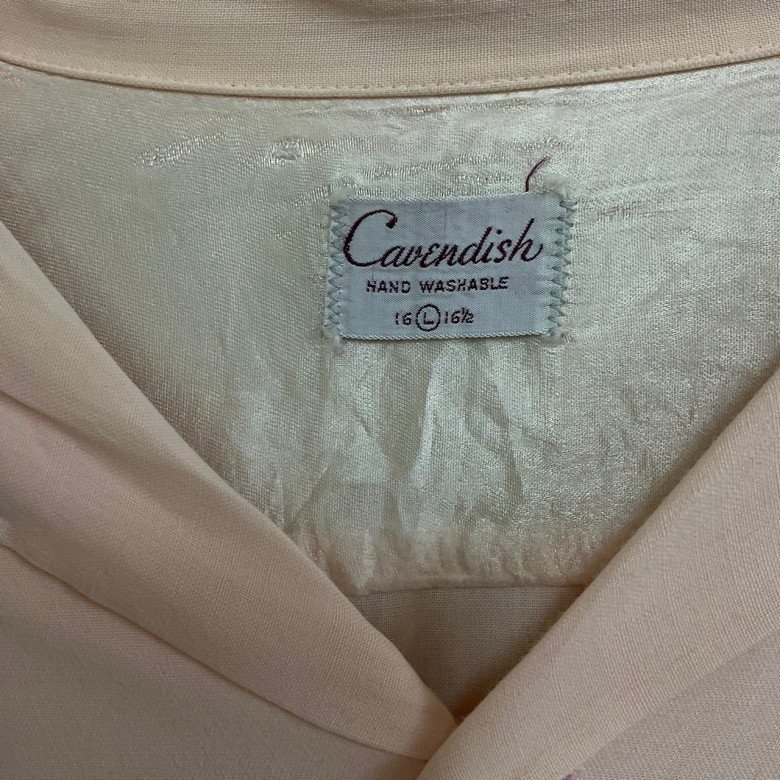 Cavendish
HAND WASHABLE
16 Ⓛ 16½